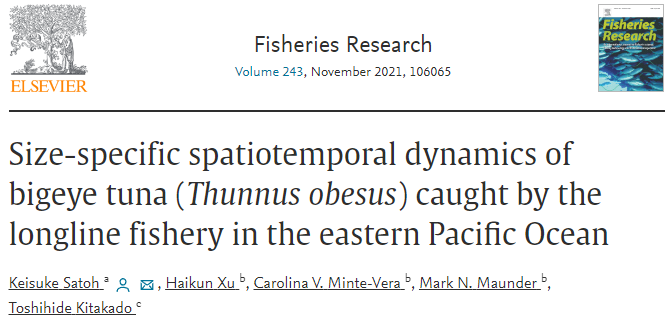 Fisheries Research
Volume 243, November 2021, 106065
ELSEVIER
Fisheries
Research
Size-specific spatiotemporal dynamics of
bigeye tuna (Thunnus obesus) caught by the
longline fishery in the eastern Pacific Ocean
Keisuke Satoh a, Haikun Xu b, Carolina V. Minte-Vera b, Mark N. Maunder b,
Toshihide Kitakado c